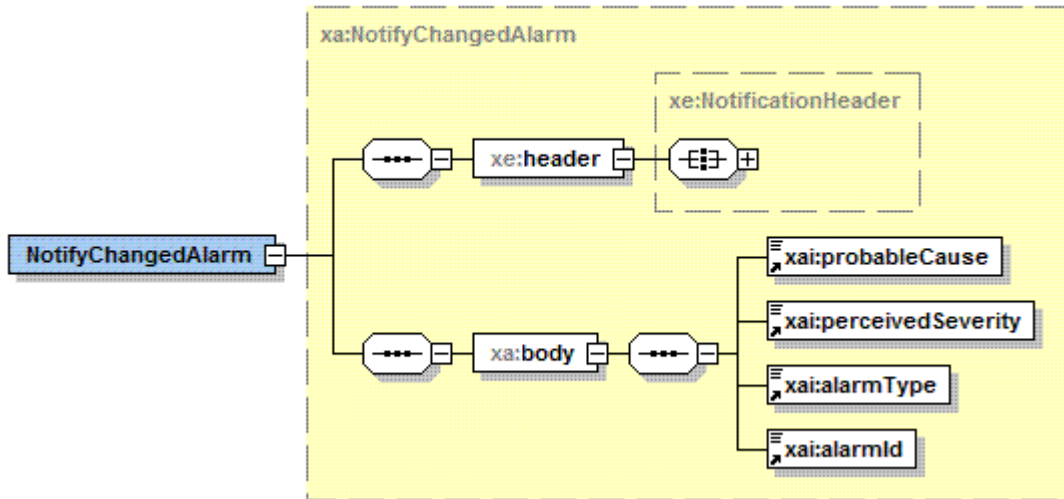 xa:NotifyChangedAlarm
xe:NotificationHeader
xe:header
NotifyChangedAlarm
xai:probableCause
xai:perceivedSeverity
xa:body
xai:alarmType
xai:alarmId